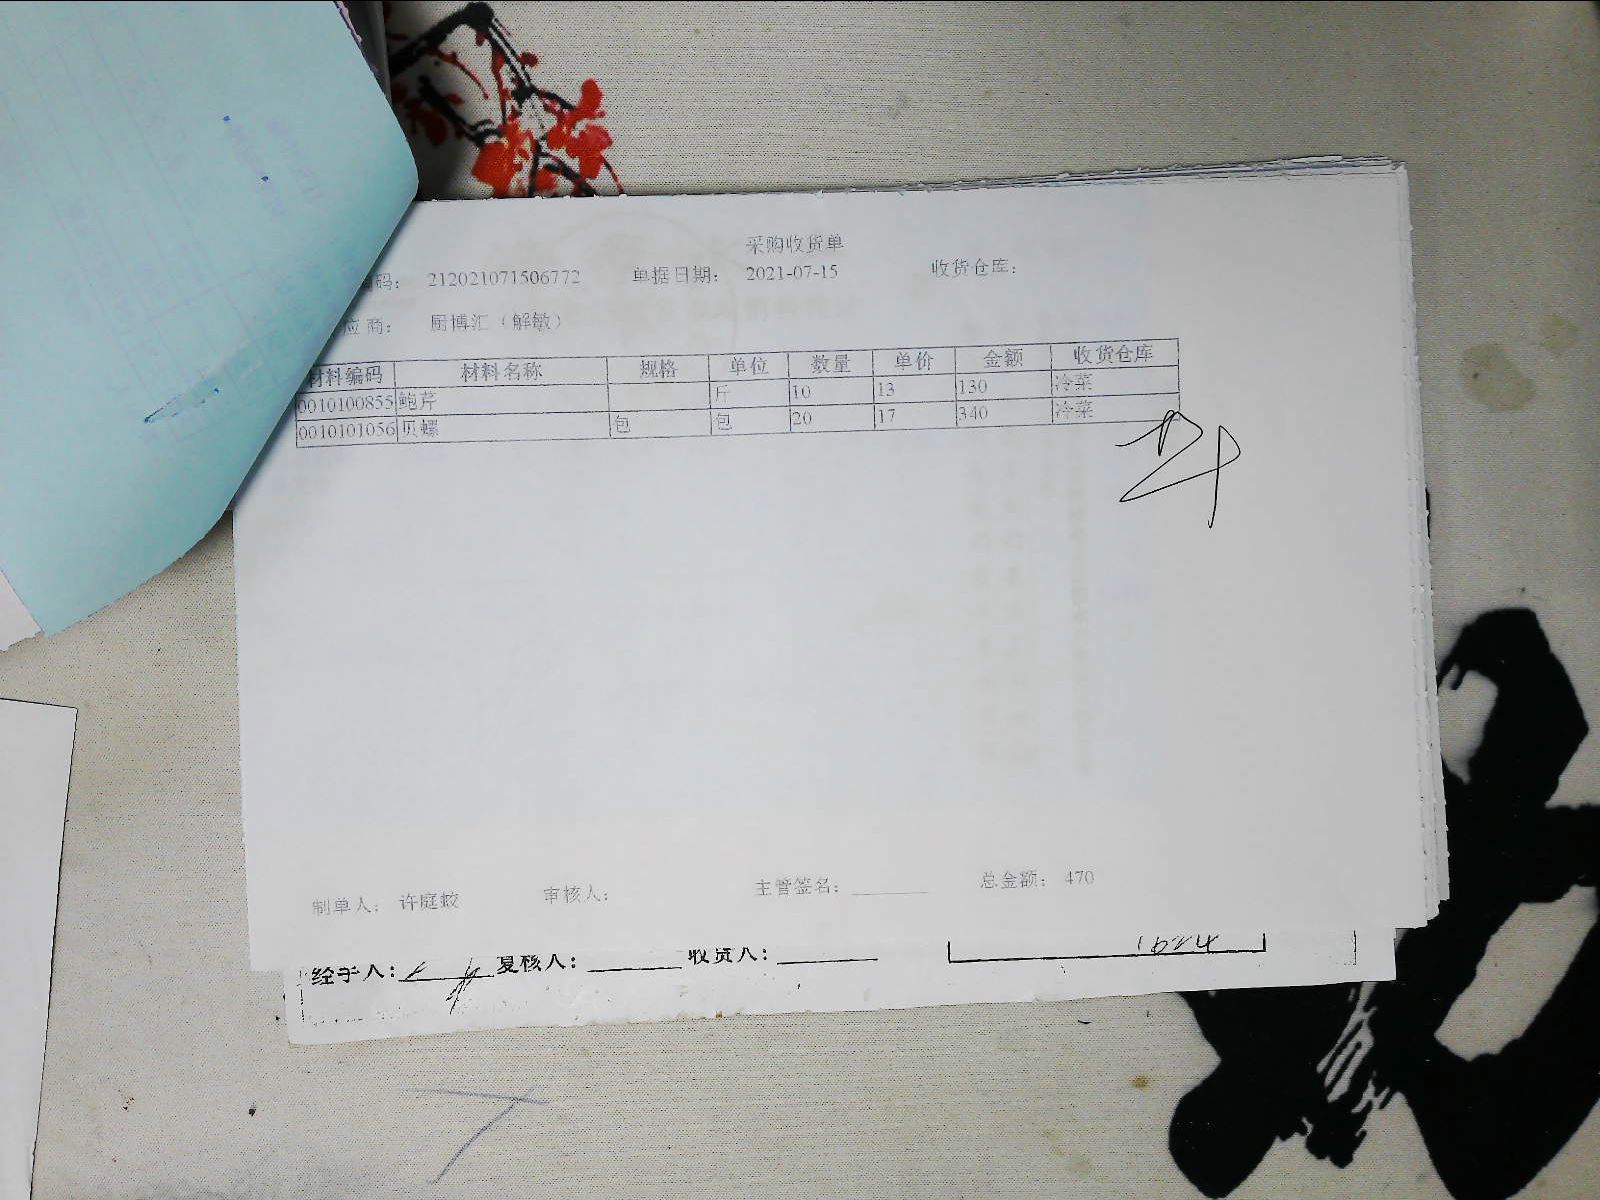 采购收货单
编码： 212021071506772 单据日期： 2021-07-15 收货仓库：
应商： 厨博汇（解敏）
材料编码 材料名称 规格 单位 数量 单价 金额 收货仓库
0010100855 鲍芹 斤 10 13 130 冷菜
0010101056 贝螺 包 包 20 17 340 冷菜
制单人： 许庭蛟 审核人： 主管签名： 总金额： 470
经手人： 复核人： 收货人： 1624